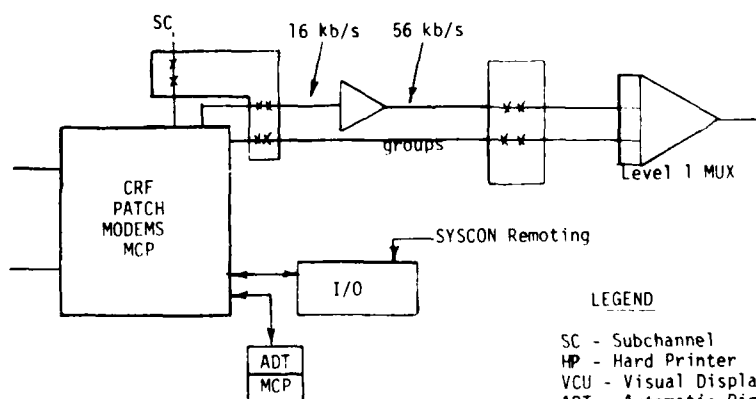 SC
16 kb/s
56 kb/s
groups
Level 1 MUX
CRF
PATCH
MODEMS
MCP
SYSCON Remoting
I/O
ADT
MCP
LEGEND
SC - Subchannel
HP - Hard Printer
VCU - Visual Displa